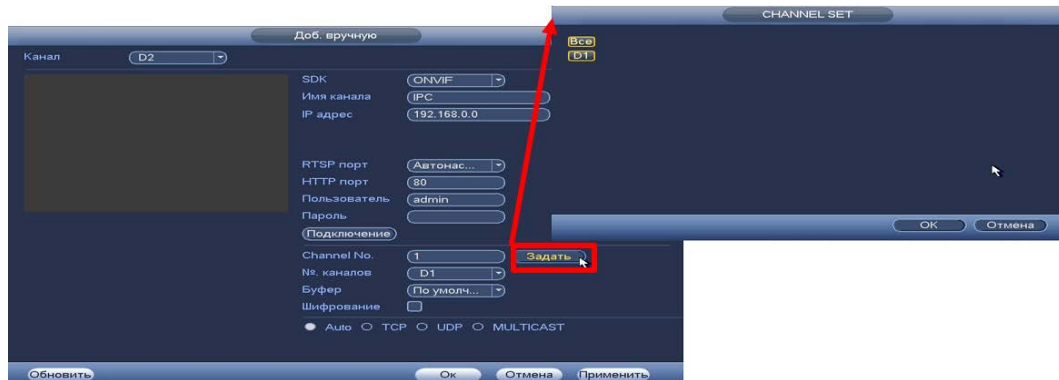 Доб. вручную
Канал D2
SDK ONVIF
Имя канала IPC
IP адрес 192.168.0.0
RTSP порт Автонас...
HTTP порт 80
Пользователь admin
Пароль
Подключение
Channel No. 1 Задать
№. каналов D1
Буфер По умолч...
Шифрование
Auto TCP UDP MULTICAST
Обновить Ок Отмена Применить
CHANNEL SET
Все
D1
OK Отмена